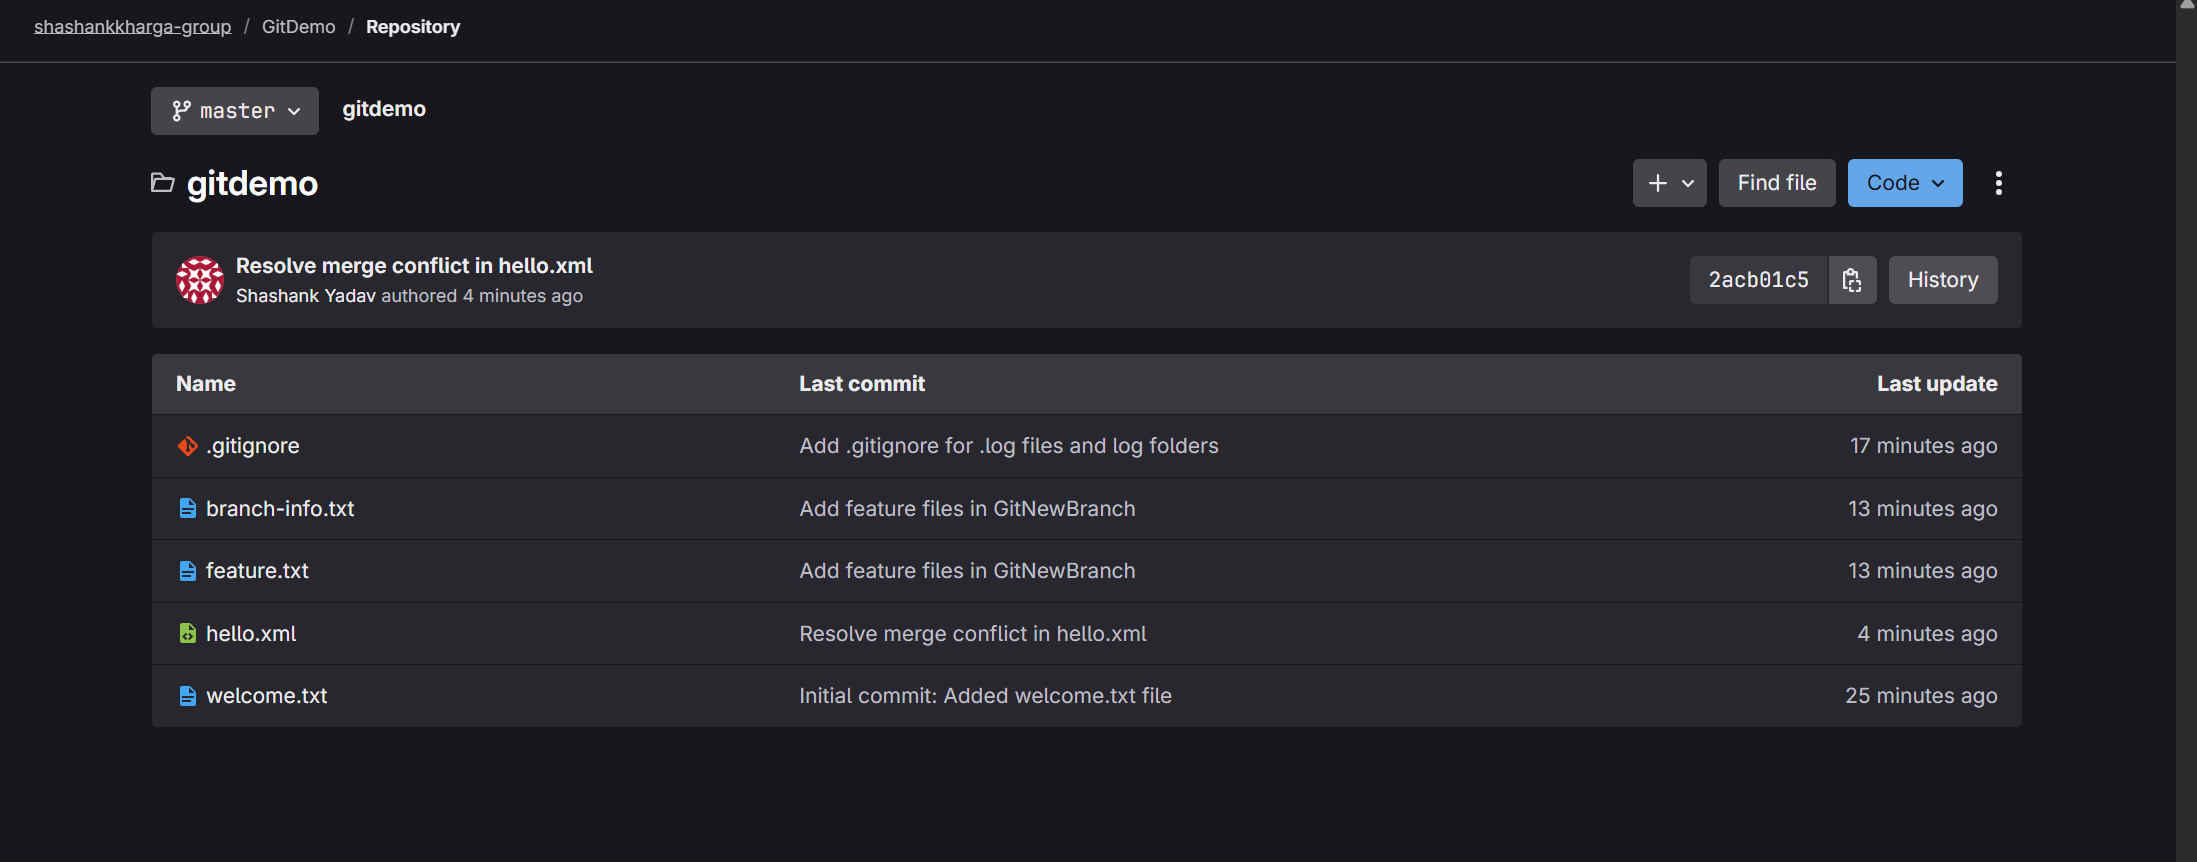 shashankkharga-group / GitDemo / Repository
master gitdemo
gitdemo
Find file Code
Resolve merge conflict in hello.xml
Shashank Yadav authored 4 minutes ago
2acb01c5 History
Name Last commit Last update
.gitignore Add .gitignore for .log files and log folders 17 minutes ago
branch-info.txt Add feature files in GitNewBranch 13 minutes ago
feature.txt Add feature files in GitNewBranch 13 minutes ago
hello.xml Resolve merge conflict in hello.xml 4 minutes ago
welcome.txt Initial commit: Added welcome.txt file 25 minutes ago